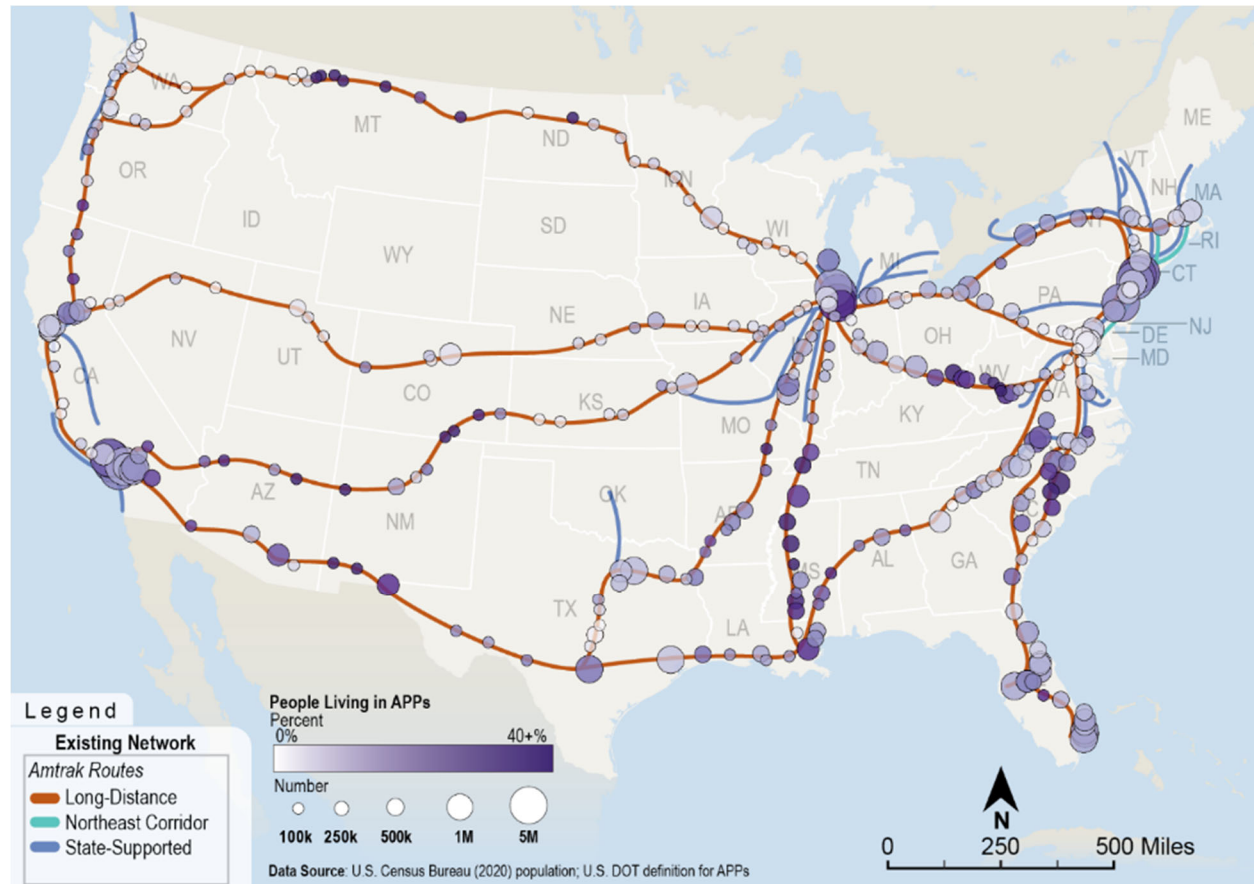 WA
MT
ND
MN
OR
ID
WY
SD
WI
MI
VT
NH
ME
MA
NY
RI
CT
PA
NJ
DE
MD
NV
UT
NE
IA
IL
OH
WV
VA
CA
CO
KS
MO
KY
AZ
NM
OK
AR
TN
SC
TX
LA
MS
AL
GA
Legend
Existing Network
Amtrak Routes
Long-Distance
Northeast Corridor
State-Supported
People Living in APPs
Percent
0% 40+%
Number
100k 250k 500k 1M 5M
Data Source: U.S. Census Bureau (2020) population; U.S. DOT definition for APPs
N
0 250 500 Miles